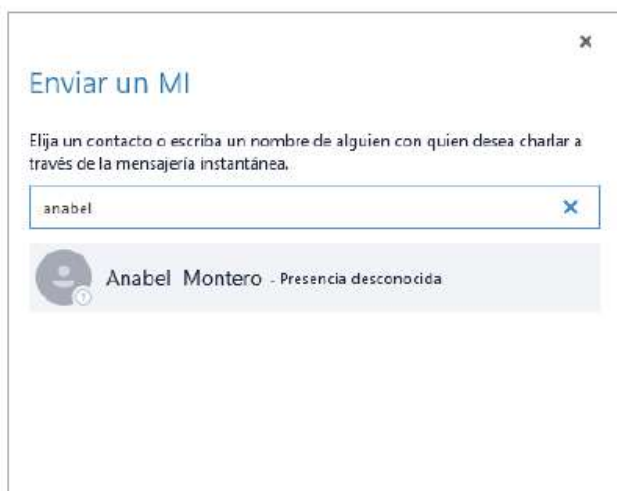 Enviar un MI
Elija un contacto o escriba un nombre de alguien con quien desea charlar a
través de la mensajería instantánea.
anabel
Anabel Montero - Presencia desconocida